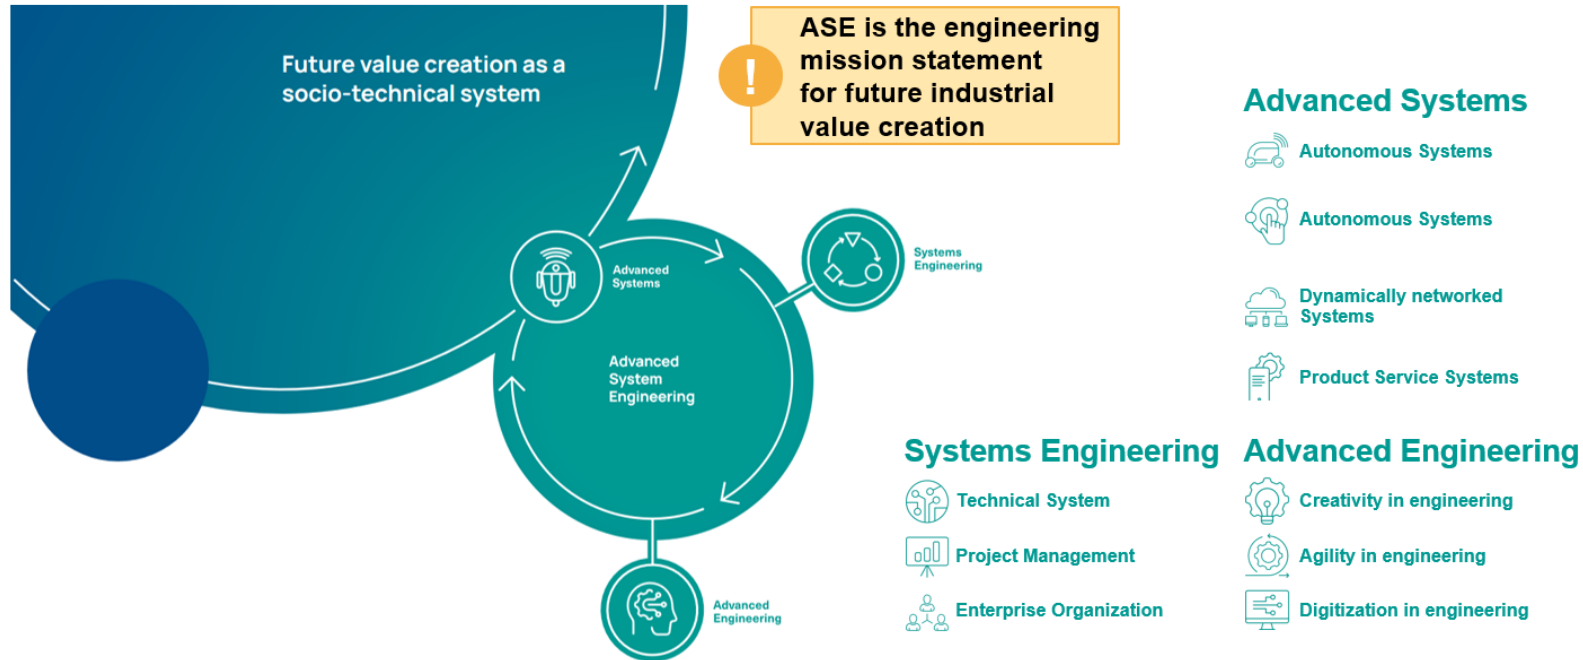 Future value creation as a
socio-technical system
!
ASE is the engineering
mission statement
for future industrial
value creation
Advanced
Systems
Systems
Engineering
Advanced
System
Engineering
Advanced
Engineering
Advanced Systems
Autonomous Systems
Autonomous Systems
Dynamically networked
Systems
Product Service Systems
Systems Engineering
Technical System
Project Management
Enterprise Organization
Advanced Engineering
Creativity in engineering
Agility in engineering
Digitization in engineering